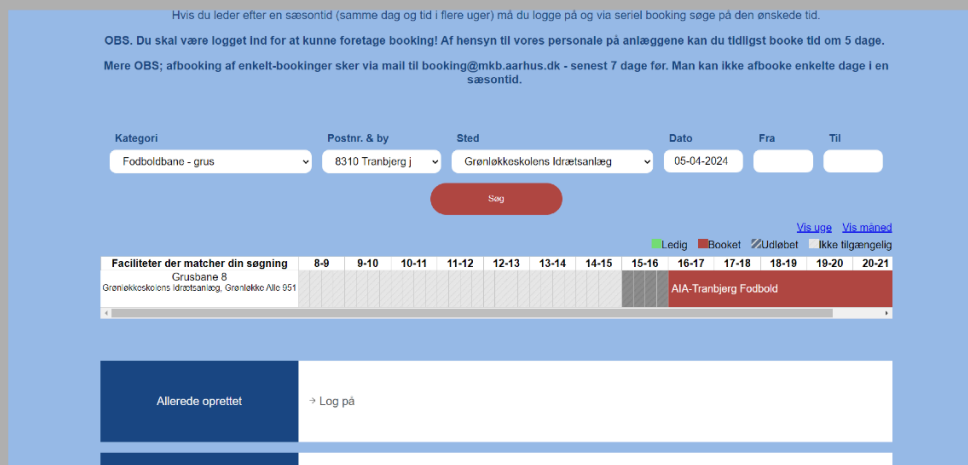 Hvis du leder efter en sæsontid (samme dag og tid i flere uger) må du logge på og via seriel booking søge på den ønskede tid.
OBS. Du skal være logget ind for at kunne foretage booking! Af hensyn til vores personale på anlæggene kan du tidligst booke tid om 5 dage.
Mere OBS; afbooking af enkelt-bookinger sker via mail til booking@mkb.aarhus.dk - senest 7 dage før. Man kan ikke afbooke enkelte dage i en
sæsontid.
Kategori Postnr. & by Sted Dato Fra Til
Fodboldbane - grus 8310 Tranbjerg j Grønløkkeskolens Idrætsanlæg 05-04-2024
Søg
Vis uge Vis måned
Ledig Booket Udløbet Ikke tilgængelig
Faciliteter der matcher din søgning 8-9 9-10 10-11 11-12 12-13 13-14 14-15 15-16 16-17 17-18 18-19 19-20 20-21
Grusbane 8
Grønløkkeskolens Idrætsanlæg, Grønløkke Alle 951
AIA-Tranbjerg Fodbold
Allerede oprettet
→ Log på